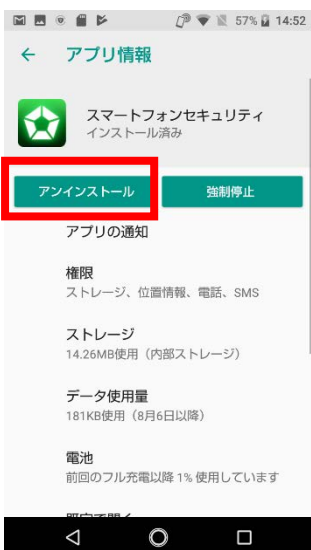 57% 14:52
アプリ情報
スマートフォンセキュリティ
インストール済み
アンインストール 強制停止
アプリの通知
権限
ストレージ、位置情報、電話、SMS
ストレージ
14.26MB使用（内部ストレージ）
データ使用量
181KB使用（8月6日以降）
電池
前回のフル充電以降 1% 使用しています